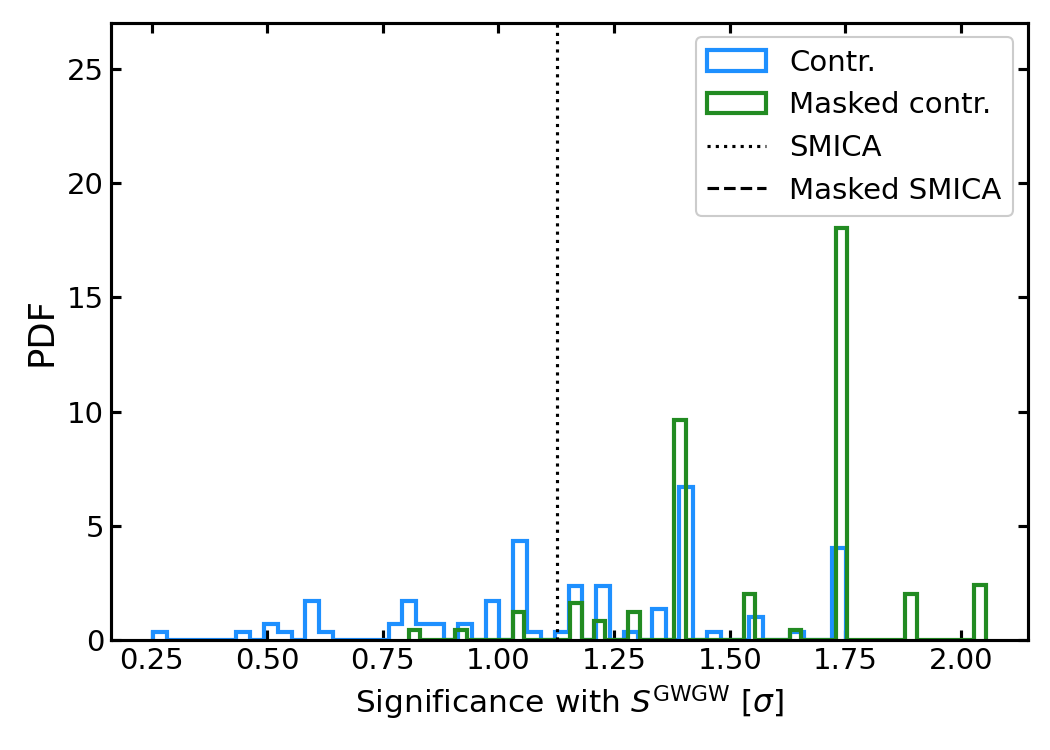 25
20
15
10
5
0
PDF
0.25 0.50 0.75 1.00 1.25 1.50 1.75 2.00
Significance with S^GWGW [σ]
Contr.
Masked contr.
SMICA
Masked SMICA